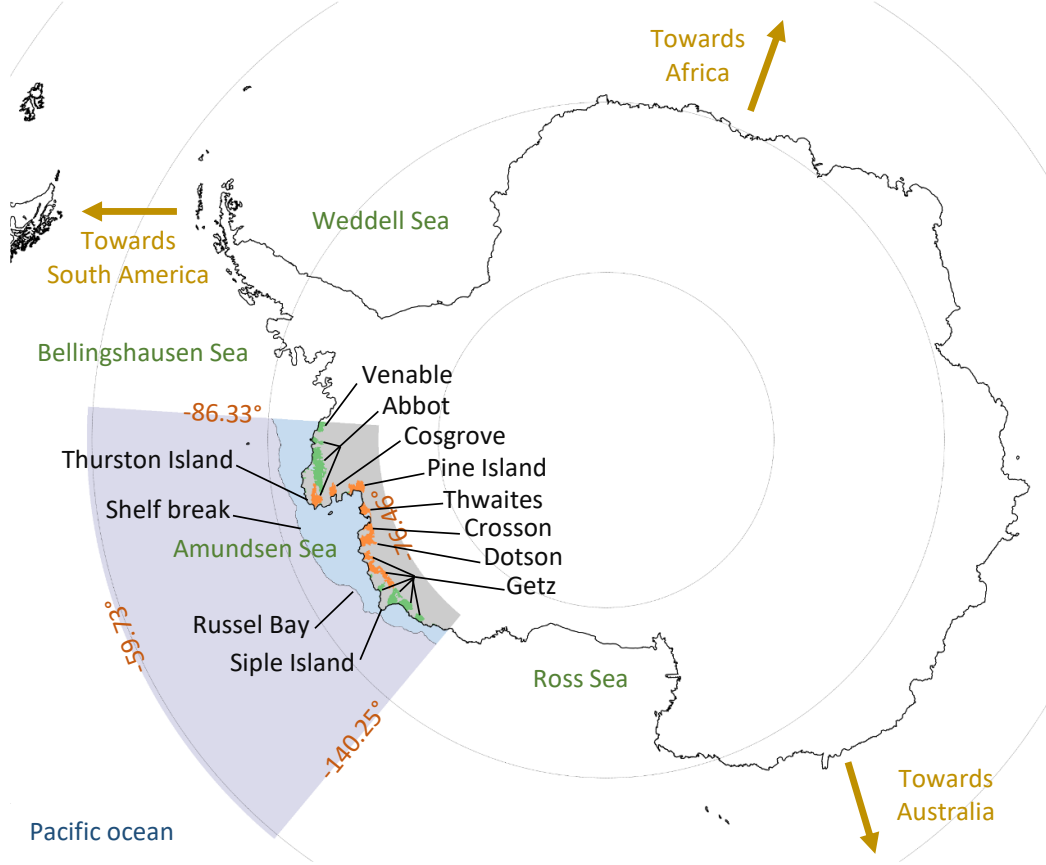 Towards
Africa
Weddell Sea
Towards
South America
Bellingshausen Sea
Venable
-86.33°
Abbot
Cosgrove
Thurston Island
Pine Island
Thwaites
Shelf break
-76.46°
Crosson
Amundsen Sea
Dotson
Getz
-59.73°
Russel Bay
Siple Island
Ross Sea
-140.25°
Towards
Australia
Pacific ocean